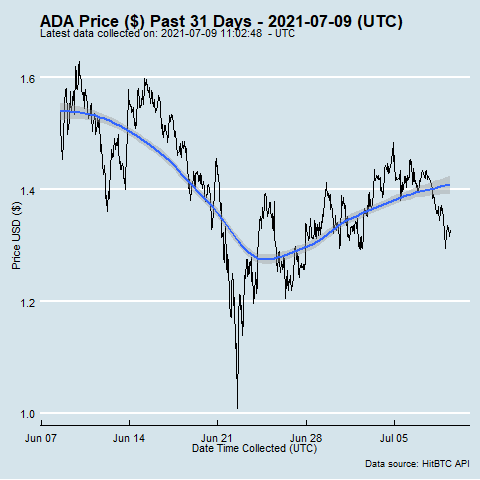 ADA Price ($) Past 31 Days - 2021-07-09 (UTC)
Latest data collected on: 2021-07-09 11:02:48 - UTC
Price USD ($)
1.6
1.4
1.2
1.0
Jun 07 Jun 14 Jun 21 Jun 28 Jul 05
Date Time Collected (UTC)
Data source: HitBTC API